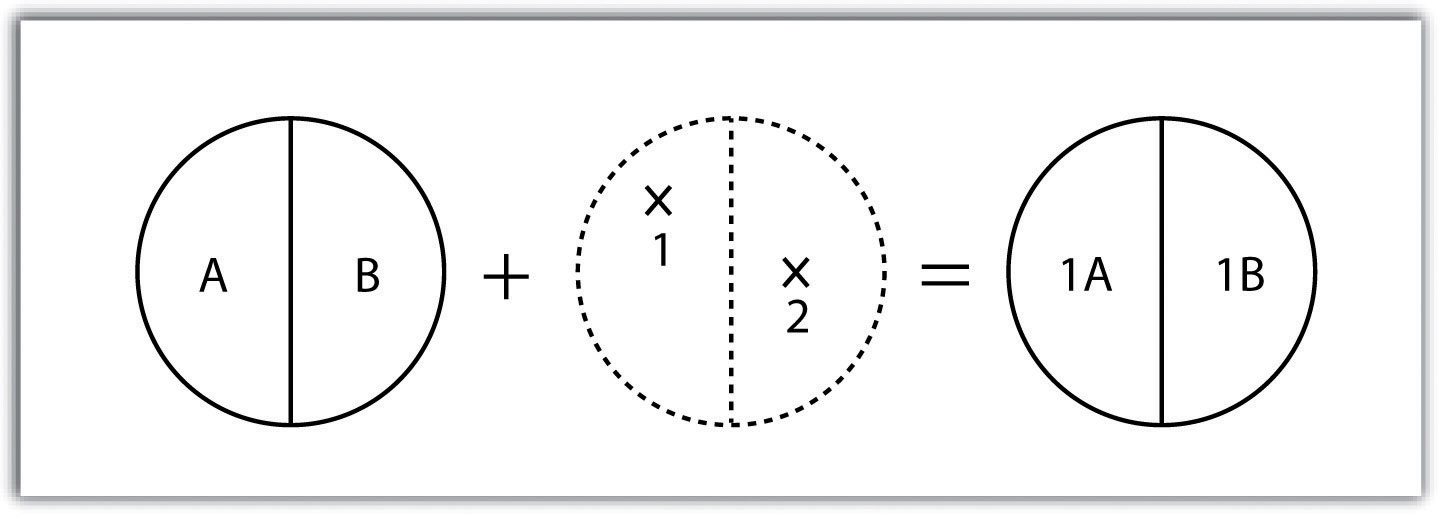 A B + × 1 × 2 = 1A 1B